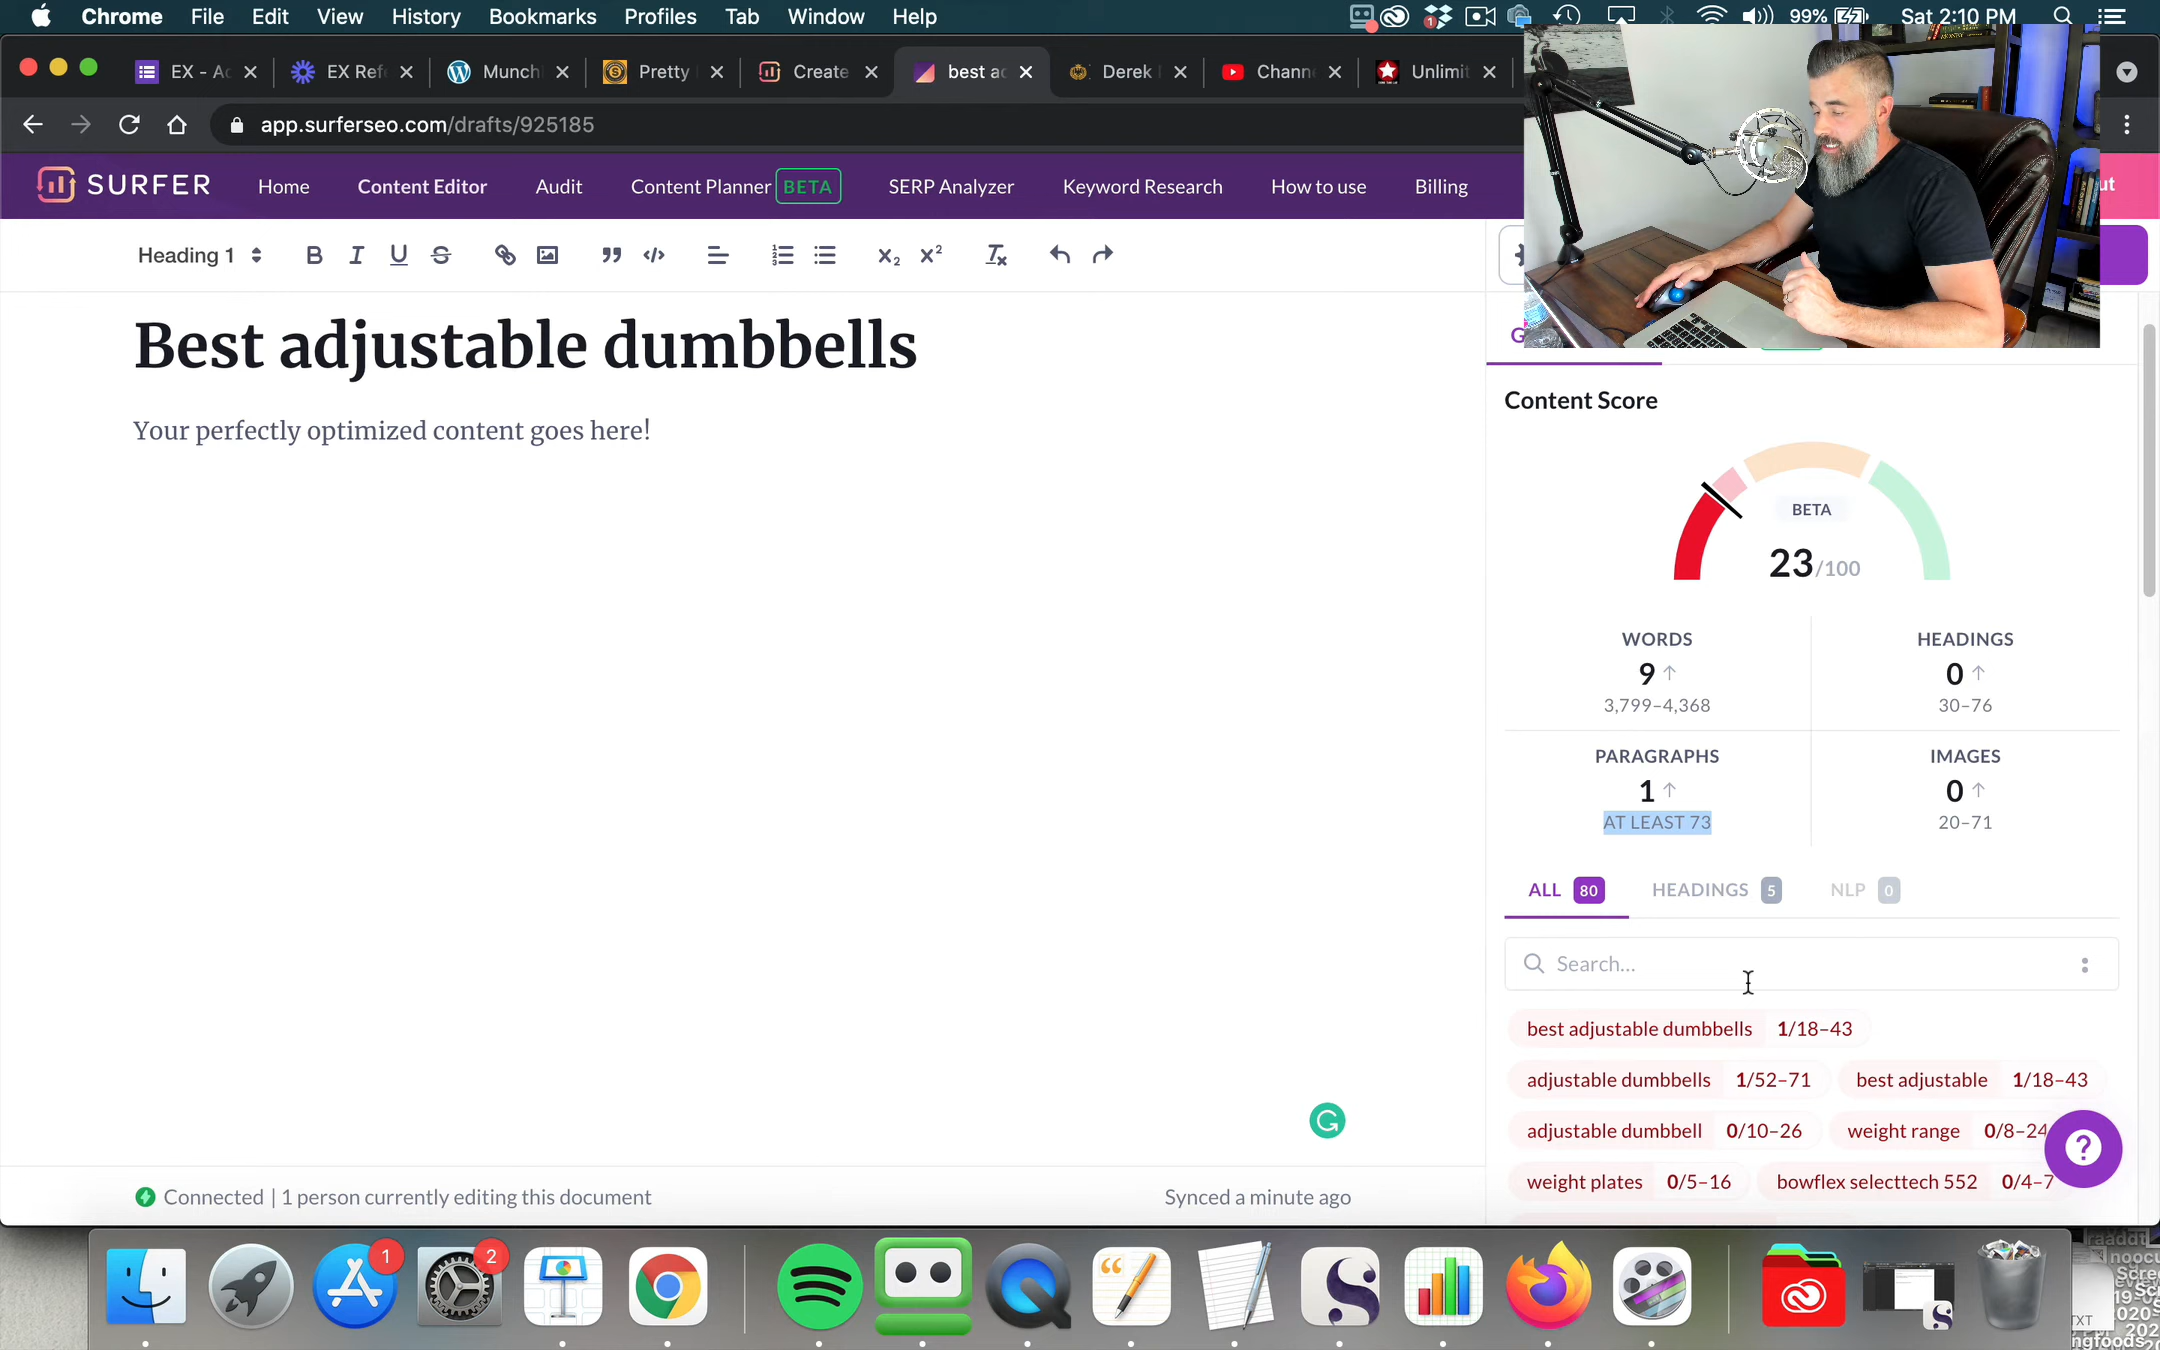 Chrome File Edit View History Bookmarks Profiles Tab Window Help
1 99% Sat 2:10 PM
EX - Ac EX Ref Munch Pretty Create best ac Derek Chann Unlimit
app.surferseo.com/drafts/925185
SURFER Home Content Editor Audit Content Planner BETA SERP Analyzer Keyword Research How to use Billing
ut
Heading 1
Best adjustable dumbbells
Your perfectly optimized content goes here!
G
Content Score
BETA
23/100
WORDS HEADINGS
9 ↑ 0 ↑
3,799–4,368 30–76
PARAGRAPHS IMAGES
1 ↑ 0 ↑
AT LEAST 73 20–71
ALL 80 HEADINGS 5 NLP 0
Search...
best adjustable dumbbells 1/18–43
adjustable dumbbells 1/52–71 best adjustable 1/18–43
adjustable dumbbell 0/10–26 weight range 0/8–24
weight plates 0/5–16 bowflex selecttech 552 0/4–7
?
Connected | 1 person currently editing this document Synced a minute ago
1 2
TXT